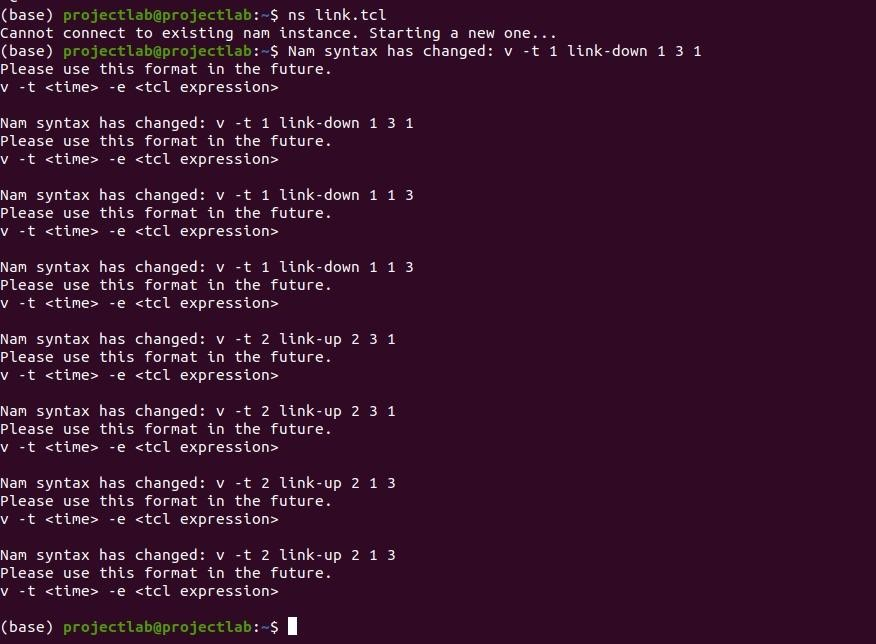 (base) projectlab@projectlab:~$ ns link.tcl
Cannot connect to existing nam instance. Starting a new one...
(base) projectlab@projectlab:~$ Nam syntax has changed: v -t 1 link-down 1 3 1
Please use this format in the future.
v -t <time> -e <tcl expression>

Nam syntax has changed: v -t 1 link-down 1 3 1
Please use this format in the future.
v -t <time> -e <tcl expression>

Nam syntax has changed: v -t 1 link-down 1 1 3
Please use this format in the future.
v -t <time> -e <tcl expression>

Nam syntax has changed: v -t 1 link-down 1 1 3
Please use this format in the future.
v -t <time> -e <tcl expression>

Nam syntax has changed: v -t 2 link-up 2 3 1
Please use this format in the future.
v -t <time> -e <tcl expression>

Nam syntax has changed: v -t 2 link-up 2 3 1
Please use this format in the future.
v -t <time> -e <tcl expression>

Nam syntax has changed: v -t 2 link-up 2 1 3
Please use this format in the future.
v -t <time> -e <tcl expression>

Nam syntax has changed: v -t 2 link-up 2 1 3
Please use this format in the future.
v -t <time> -e <tcl expression>

(base) projectlab@projectlab:~$